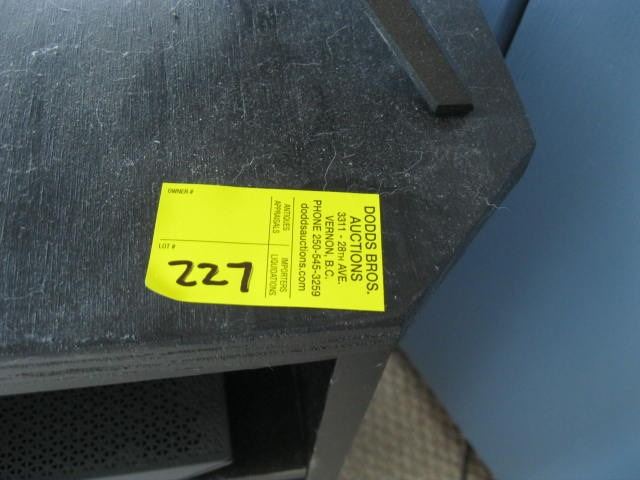 OWNER #
LOT #
227
ANTIQUES
APPRAISALS
IMPORTERS
LIQUIDATIONS
DODDS BROS.
AUCTIONS
3311 - 28TH AVE.
VERNON, B.C.
PHONE 250-545-3259
doddsauctions.com